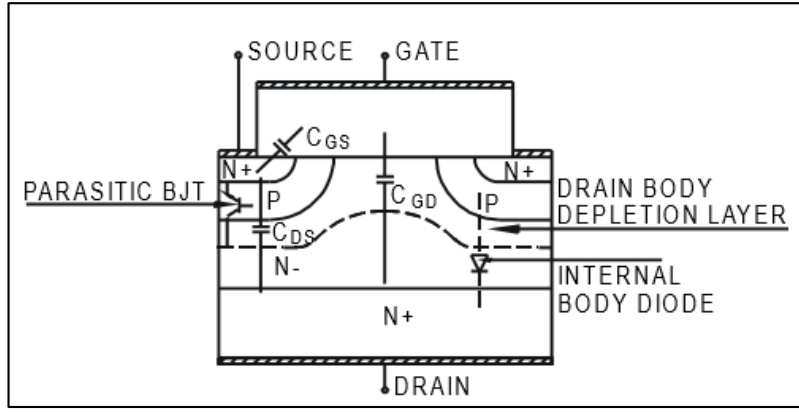 SOURCE
GATE
CGS
N+
N+
PARASITIC BJT
P
CGD
P
DRAIN BODY
DEPLETION LAYER
CDS
N-
INTERNAL
BODY DIODE
N+
DRAIN